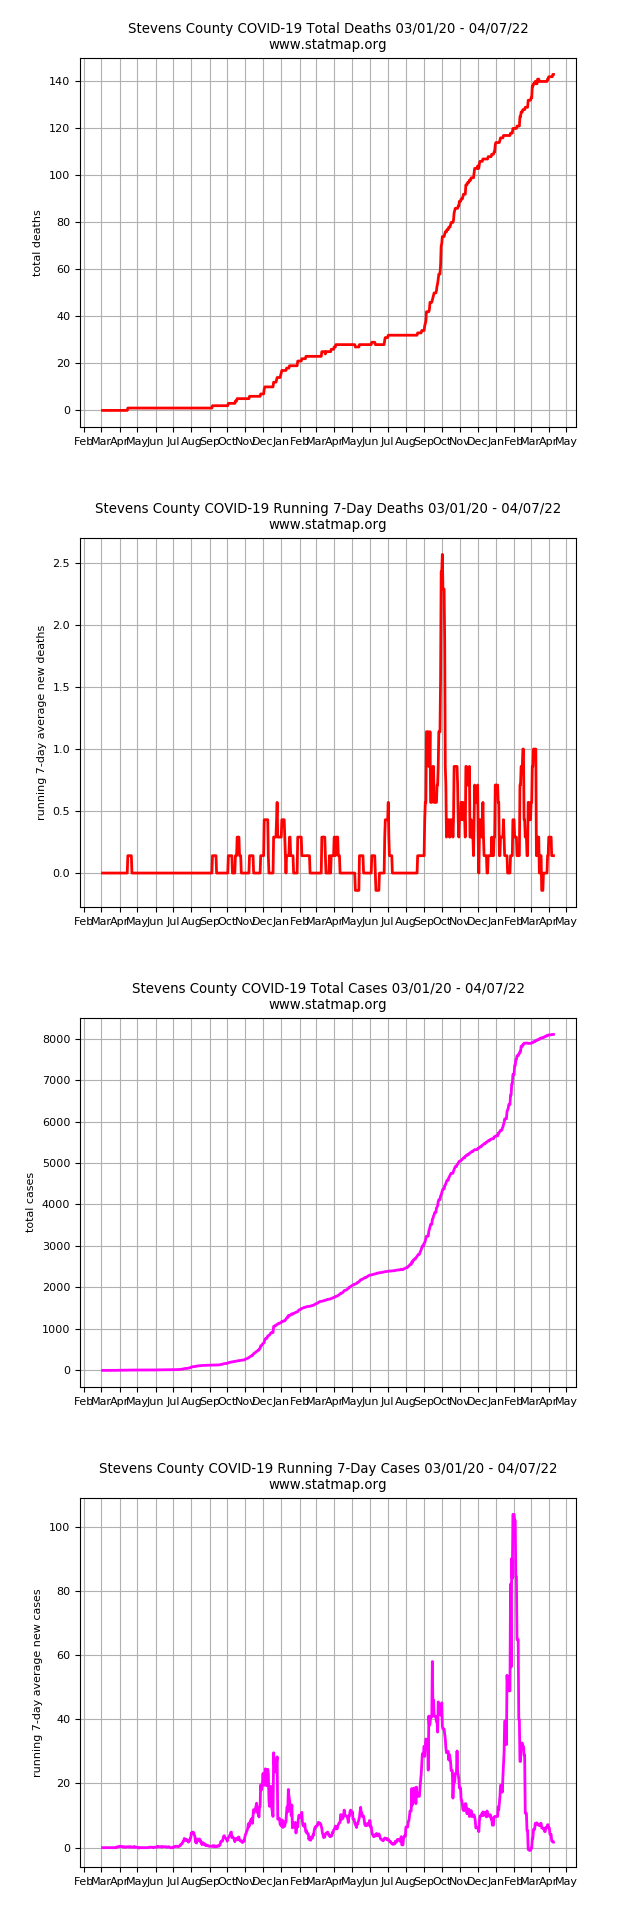 Stevens County COVID-19 Total Deaths 03/01/20 - 04/07/22
www.statmap.org
total deaths
140
120
100
80
60
40
20
0
Feb Mar Apr May Jun Jul Aug Sep Oct Nov Dec Jan Feb Mar Apr May Jun Jul Aug Sep Oct Nov Dec Jan Feb Mar Apr May
Stevens County COVID-19 Running 7-Day Deaths 03/01/20 - 04/07/22
www.statmap.org
running 7-day average new deaths
2.5
2.0
1.5
1.0
0.5
0.0
Feb Mar Apr May Jun Jul Aug Sep Oct Nov Dec Jan Feb Mar Apr May Jun Jul Aug Sep Oct Nov Dec Jan Feb Mar Apr May
Stevens County COVID-19 Total Cases 03/01/20 - 04/07/22
www.statmap.org
total cases
8000
7000
6000
5000
4000
3000
2000
1000
0
Feb Mar Apr May Jun Jul Aug Sep Oct Nov Dec Jan Feb Mar Apr May Jun Jul Aug Sep Oct Nov Dec Jan Feb Mar Apr May
Stevens County COVID-19 Running 7-Day Cases 03/01/20 - 04/07/22
www.statmap.org
running 7-day average new cases
100
80
60
40
20
0
Feb Mar Apr May Jun Jul Aug Sep Oct Nov Dec Jan Feb Mar Apr May Jun Jul Aug Sep Oct Nov Dec Jan Feb Mar Apr May